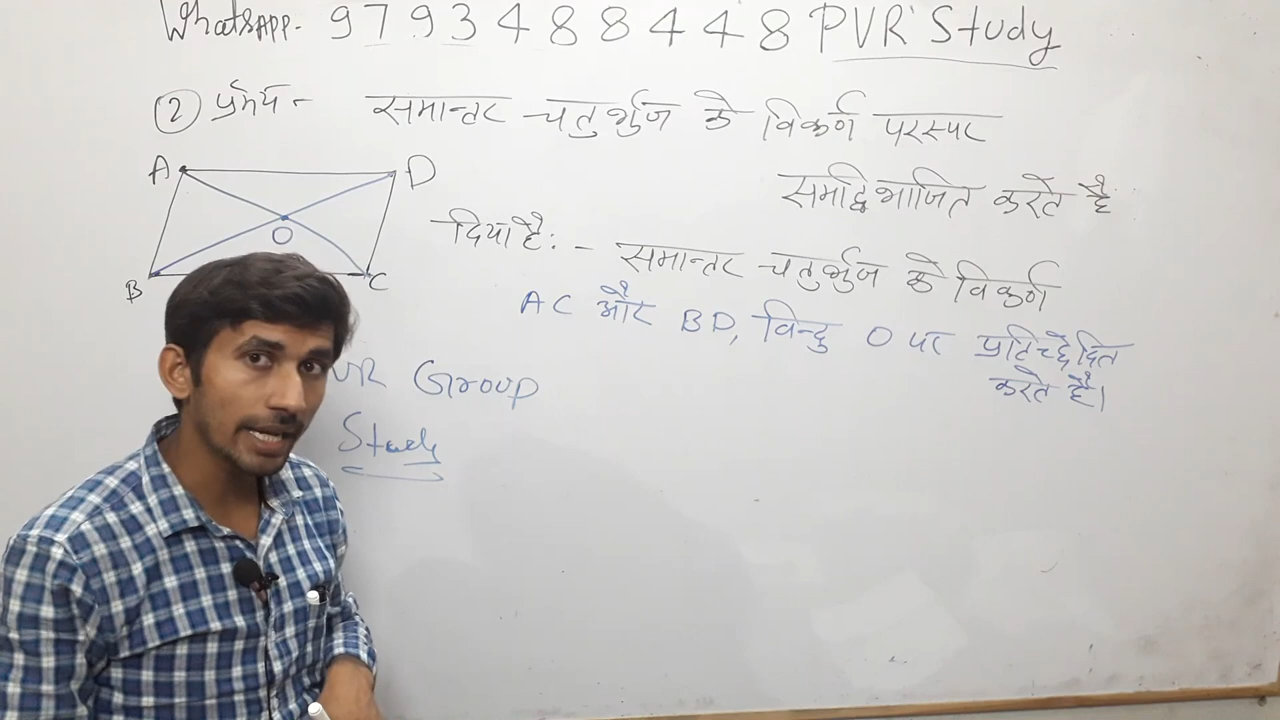 WhatsApp. 9793488448 PVR Study
② प्रमेय - समान्तर चतुर्भुज के विकर्ण परस्पर
समद्विभाजित करते है
A D
O
B C
दिया है: - समान्तर चतुर्भुज के विकर्ण
AC और BD, विन्दु O पर प्रतिच्छेदित
करते है।
VR Group
Study